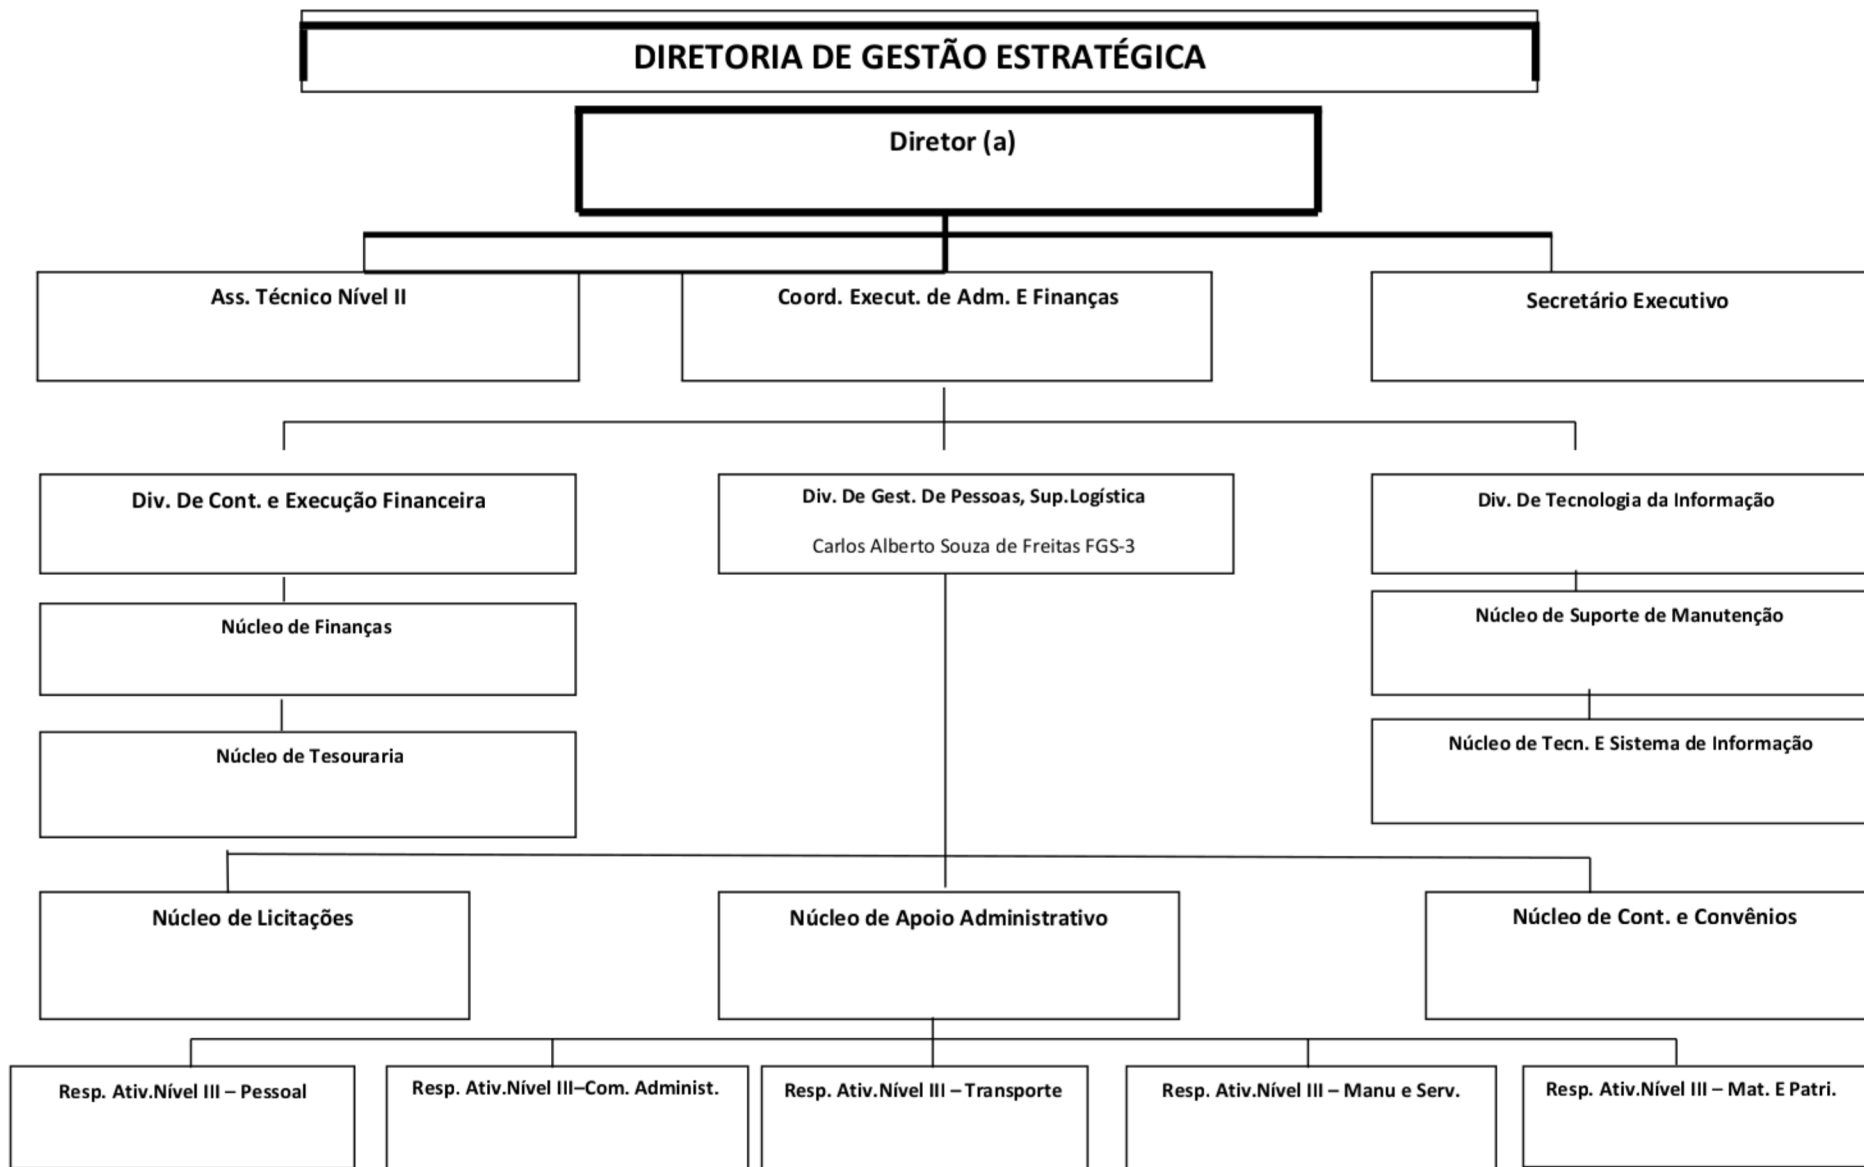 DIRETORIA DE GESTÃO ESTRATÉGICA
Diretor (a)
Ass. Técnico Nível II
Coord. Execut. de Adm. E Finanças
Secretário Executivo
Div. De Cont. e Execução Financeira
Div. De Gest. De Pessoas, Sup.Logística
Carlos Alberto Souza de Freitas FGS-3
Div. De Tecnologia da Informação
Núcleo de Finanças
Núcleo de Suporte de Manutenção
Núcleo de Tesouraria
Núcleo de Tecn. E Sistema de Informação
Núcleo de Licitações
Núcleo de Apoio Administrativo
Núcleo de Cont. e Convênios
Resp. Ativ.Nível III – Pessoal
Resp. Ativ.Nível III–Com. Administ.
Resp. Ativ.Nível III – Transporte
Resp. Ativ.Nível III – Manu e Serv.
Resp. Ativ.Nível III – Mat. E Patri.